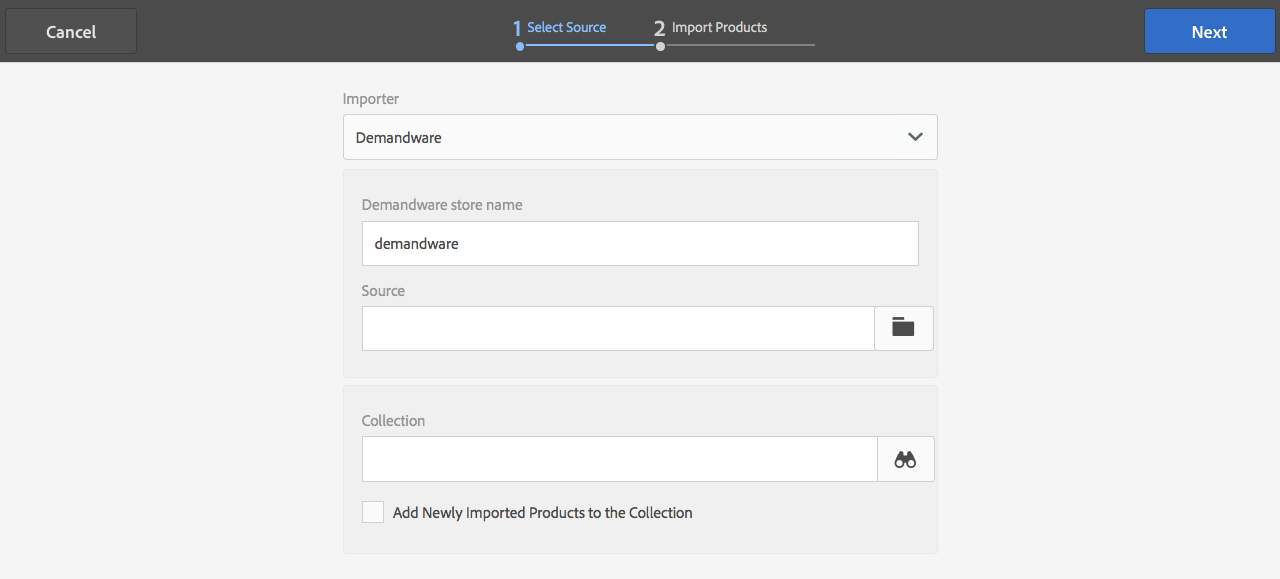 Cancel
1 Select Source
2 Import Products
Next
Importer
Demandware
Demandware store name
demandware
Source
Collection
Add Newly Imported Products to the Collection